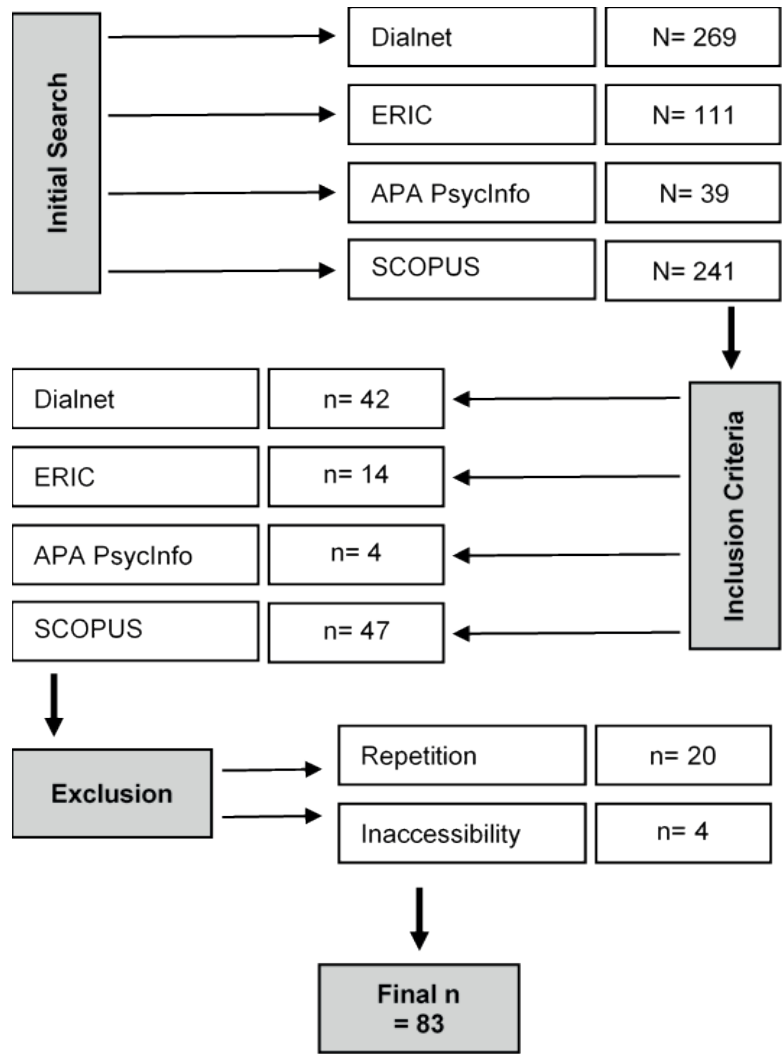 Initial Search
Dialnet N= 269
ERIC N= 111
APA PsycInfo N= 39
SCOPUS N= 241
Inclusion Criteria
Dialnet n= 42
ERIC n= 14
APA PsycInfo n= 4
SCOPUS n= 47
Exclusion
Repetition n= 20
Inaccessibility n= 4
Final n
= 83